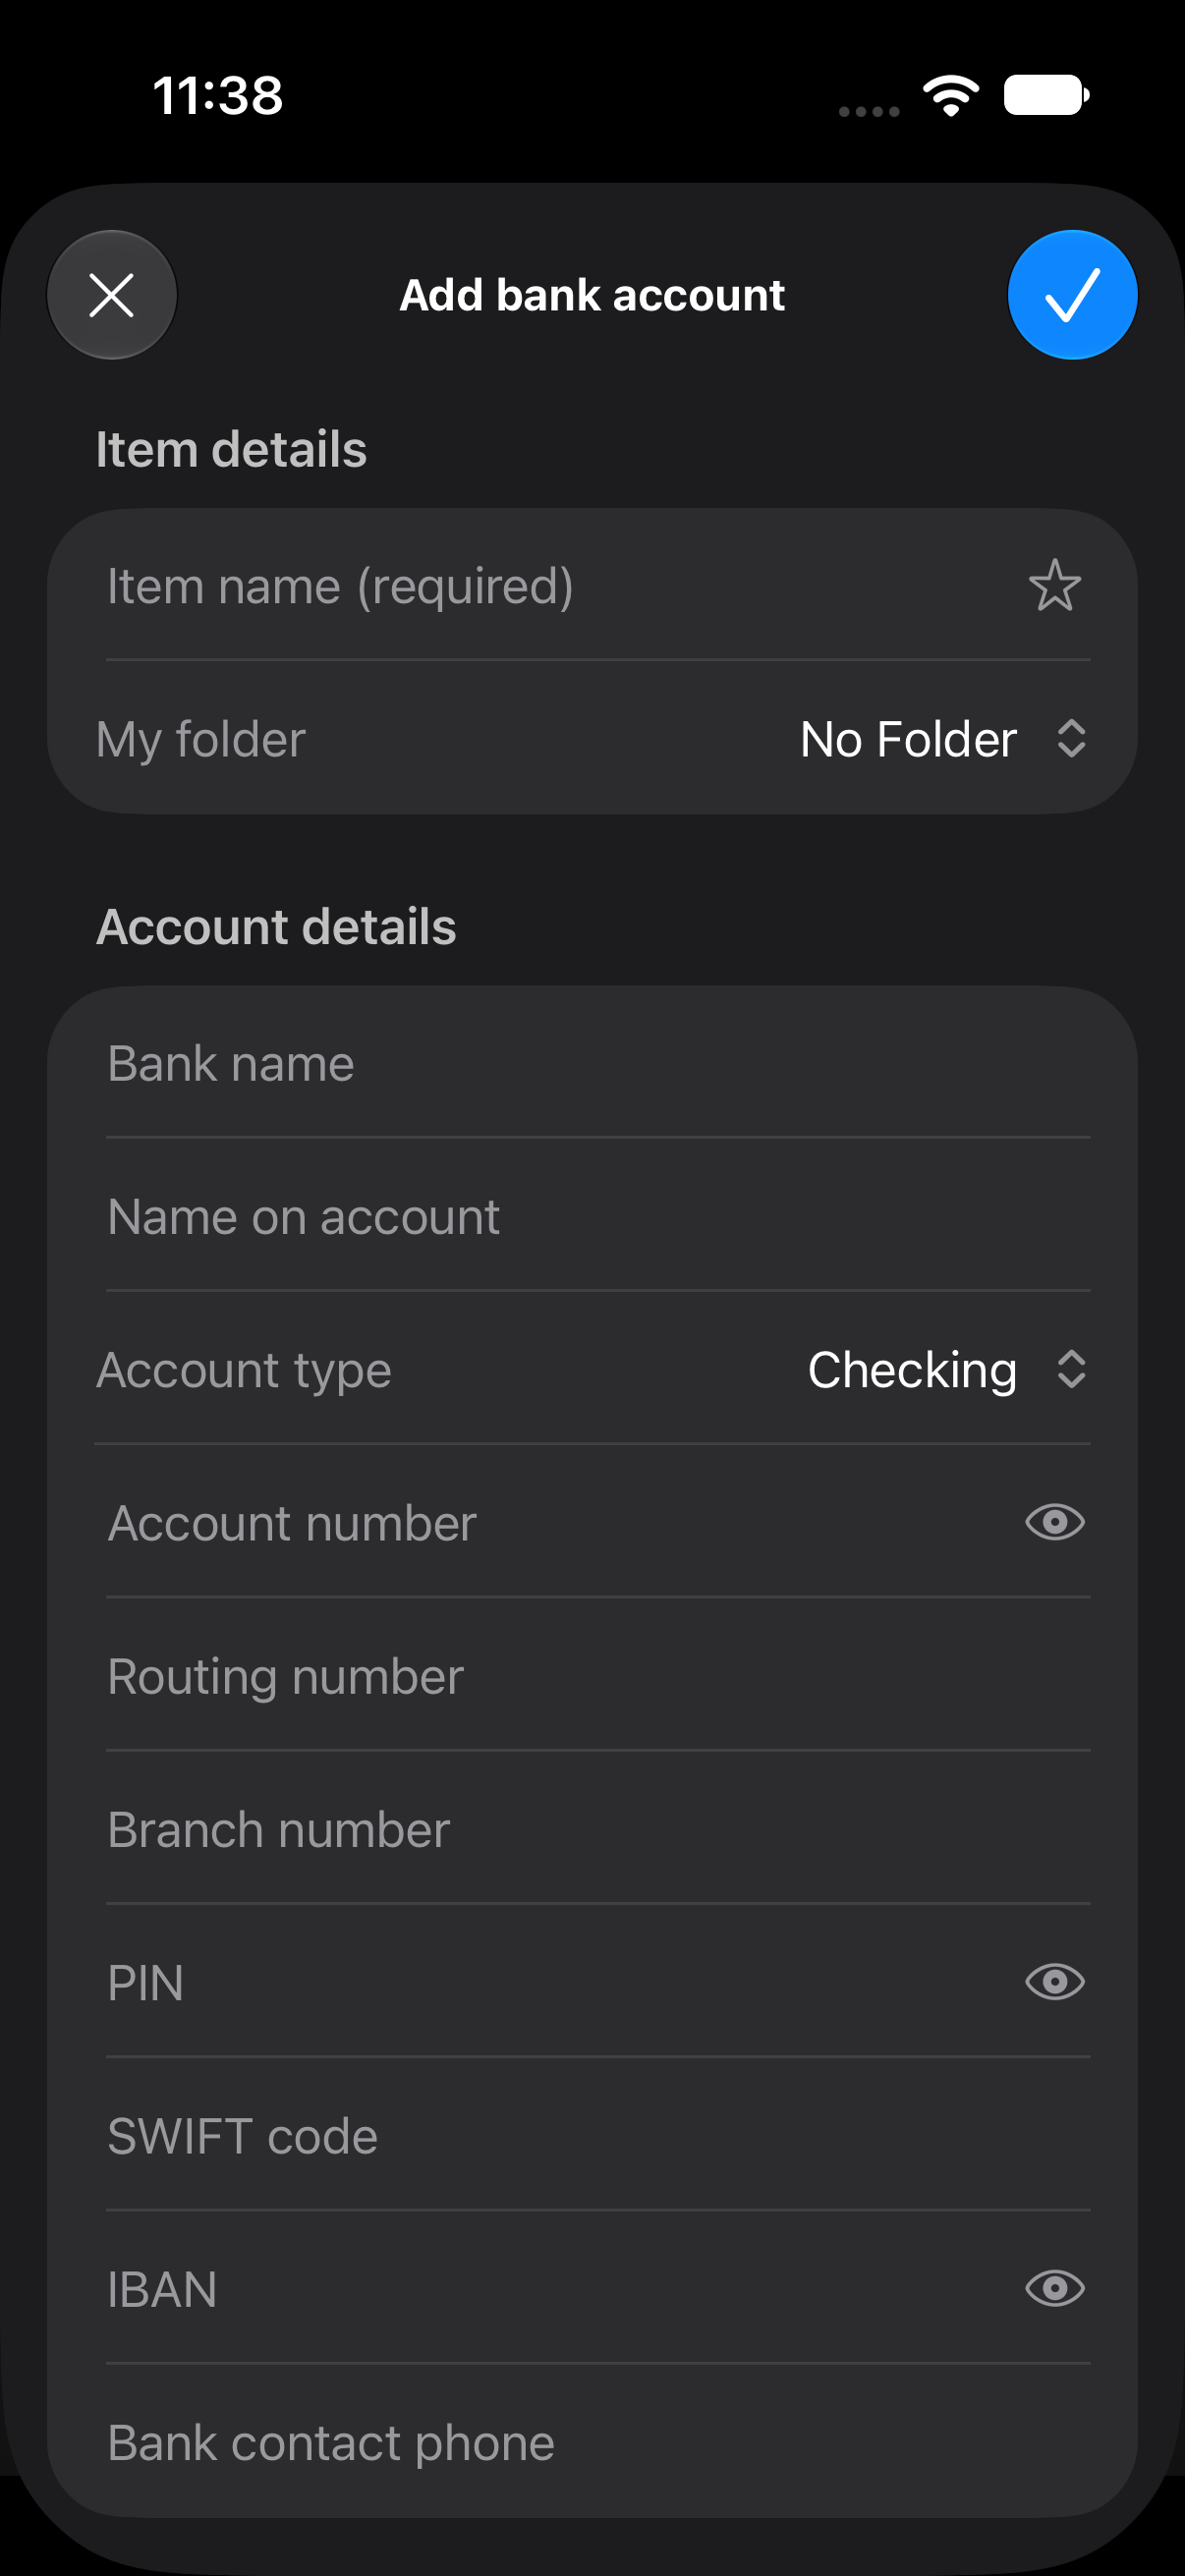 11:38
Add bank account
Item details
Item name (required)
My folder No Folder
Account details
Bank name
Name on account
Account type Checking
Account number
Routing number
Branch number
PIN
SWIFT code
IBAN
Bank contact phone